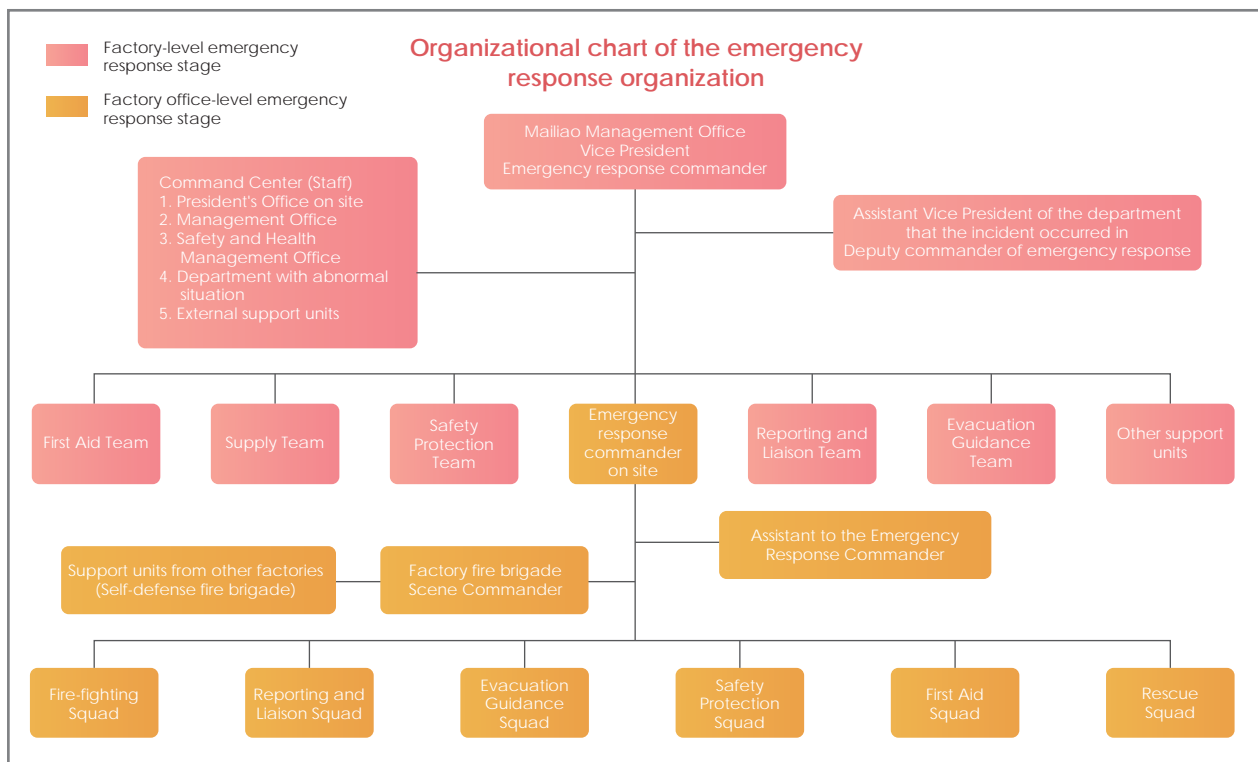 Factory-level emergency
response stage
Factory office-level emergency
response stage
Organizational chart of the emergency
response organization
Mailiao Management Office
Vice President
Emergency response commander
Command Center (Staff)
1. President's Office on site
2. Management Office
3. Safety and Health
Management Office
4. Department with abnormal
situation
5. External support units
Assistant Vice President of the department
that the incident occurred in
Deputy commander of emergency response
First Aid Team
Supply Team
Safety
Protection
Team
Emergency
response
commander
on site
Reporting and
Liaison Team
Evacuation
Guidance
Team
Other support
units
Assistant to the Emergency
Response Commander
Support units from other factories
(Self-defense fire brigade)
Factory fire brigade
Scene Commander
Fire-fighting
Squad
Reporting and
Liaison Squad
Evacuation
Guidance
Squad
Safety
Protection
Squad
First Aid
Squad
Rescue
Squad